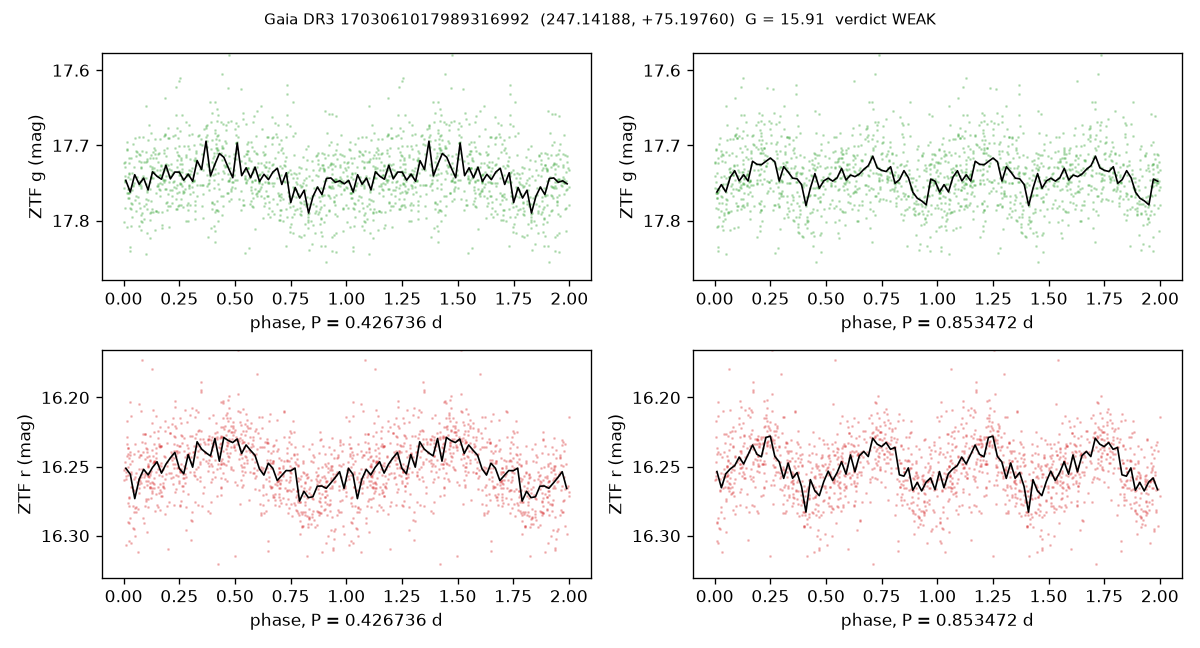 Gaia DR3 1703061017989316992 (247.14188, +75.19760) G = 15.91 verdict WEAK
ZTF g (mag)
17.6
17.7
17.8
0.00 0.25 0.50 0.75 1.00 1.25 1.50 1.75 2.00
phase, P = 0.426736 d
ZTF g (mag)
17.6
17.7
17.8
0.00 0.25 0.50 0.75 1.00 1.25 1.50 1.75 2.00
phase, P = 0.853472 d
ZTF r (mag)
16.20
16.25
16.30
0.00 0.25 0.50 0.75 1.00 1.25 1.50 1.75 2.00
phase, P = 0.426736 d
ZTF r (mag)
16.20
16.25
16.30
0.00 0.25 0.50 0.75 1.00 1.25 1.50 1.75 2.00
phase, P = 0.853472 d